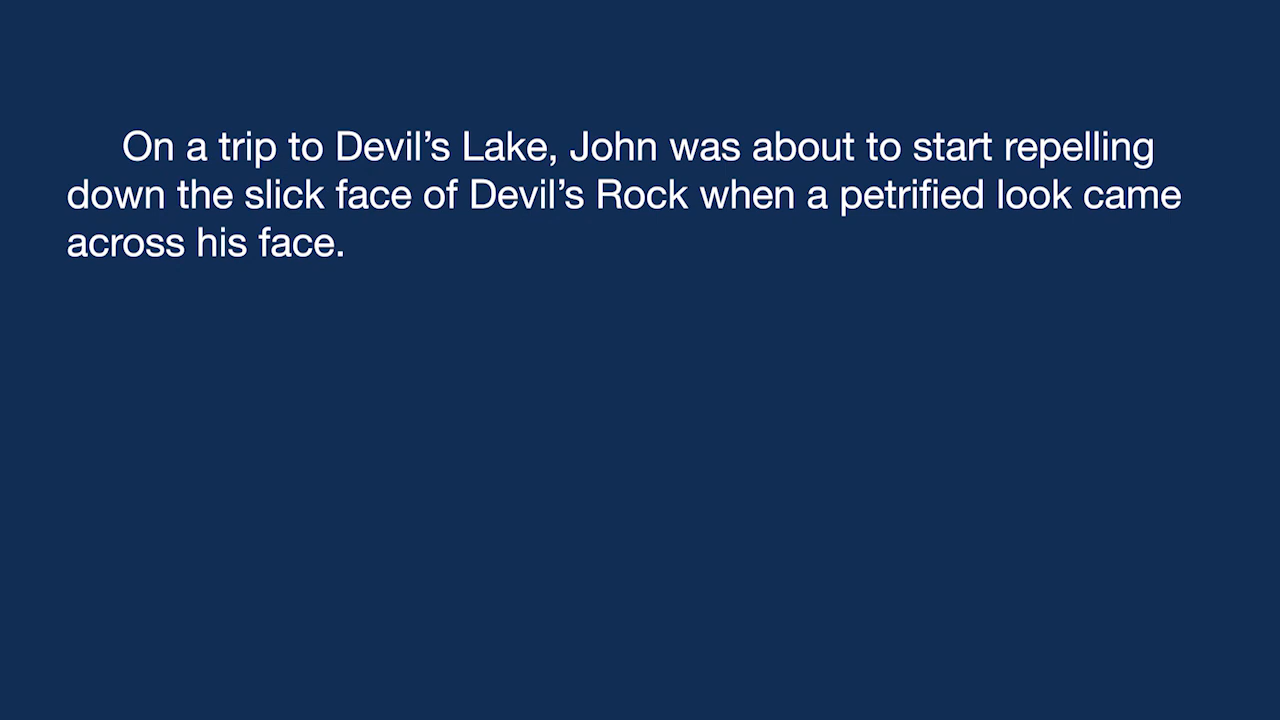 On a trip to Devil’s Lake, John was about to start repelling
down the slick face of Devil’s Rock when a petrified look came
across his face.